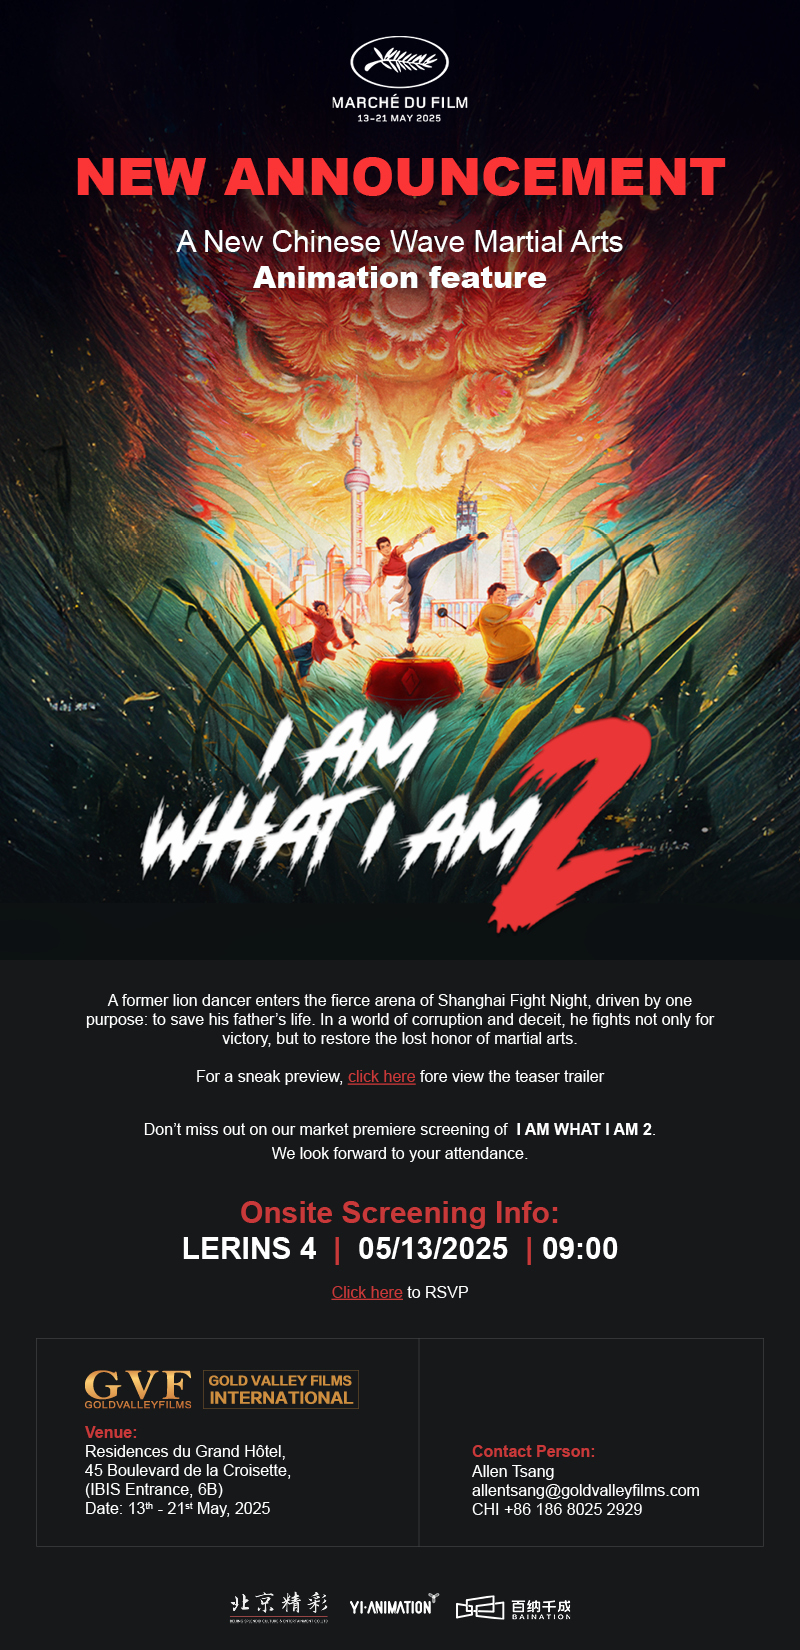 MARCHÉ DU FILM
13-21 MAY 2025
NEW ANNOUNCEMENT
A New Chinese Wave Martial Arts
Animation feature
I AM
WHAT I AM 2
A former lion dancer enters the fierce arena of Shanghai Fight Night, driven by one
purpose: to save his father's life. In a world of corruption and deceit, he fights not only for
victory, but to restore the lost honor of martial arts.
For a sneak preview, click here fore view the teaser trailer
Don't miss out on our market premiere screening of I AM WHAT I AM 2.
We look forward to your attendance.
Onsite Screening Info:
LERINS 4 | 05/13/2025 | 09:00
Click here to RSVP
GVF
GOLDVALLEYFILMS
GOLD VALLEY FILMS
INTERNATIONAL
Venue:
Residences du Grand Hôtel,
45 Boulevard de la Croisette,
(IBIS Entrance, 6B)
Date: 13th - 21st May, 2025
Contact Person:
Allen Tsang
allentsang@goldvalleyfilms.com
CHI +86 186 8025 2929
北京精彩
BEIJING SPLENDID CULTURE & ENTERTAINMENT CO.,LTD
YI·ANIMATION
百纳千成
BAINATION